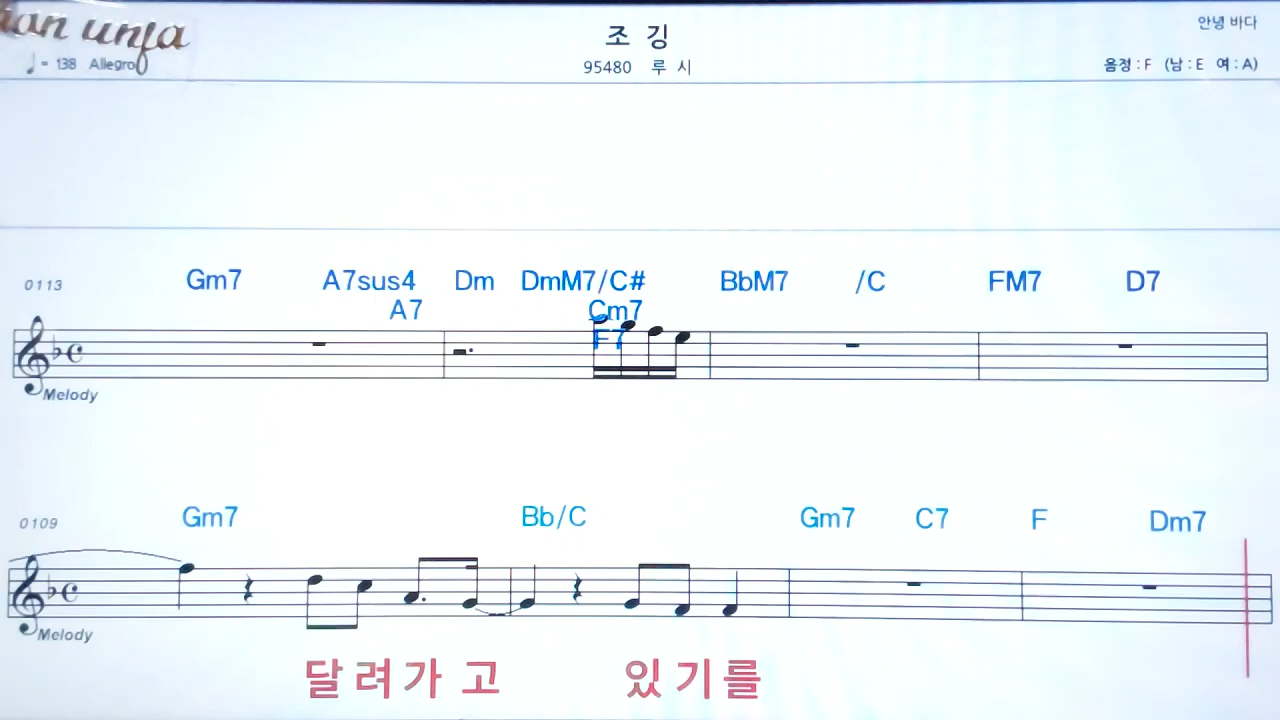 unfa
안녕 바다
조 깅
♩ = 138 Allegro
95480 루 시
음정 : F (남 : E 여 : A)
0113
Gm7 A7sus4 Dm DmM7/C# BbM7 /C FM7 D7
A7 Cm7
F7
Melody
0109
Gm7 Bb/C Gm7 C7 F Dm7
Melody
달 려 가 고 있 기 를